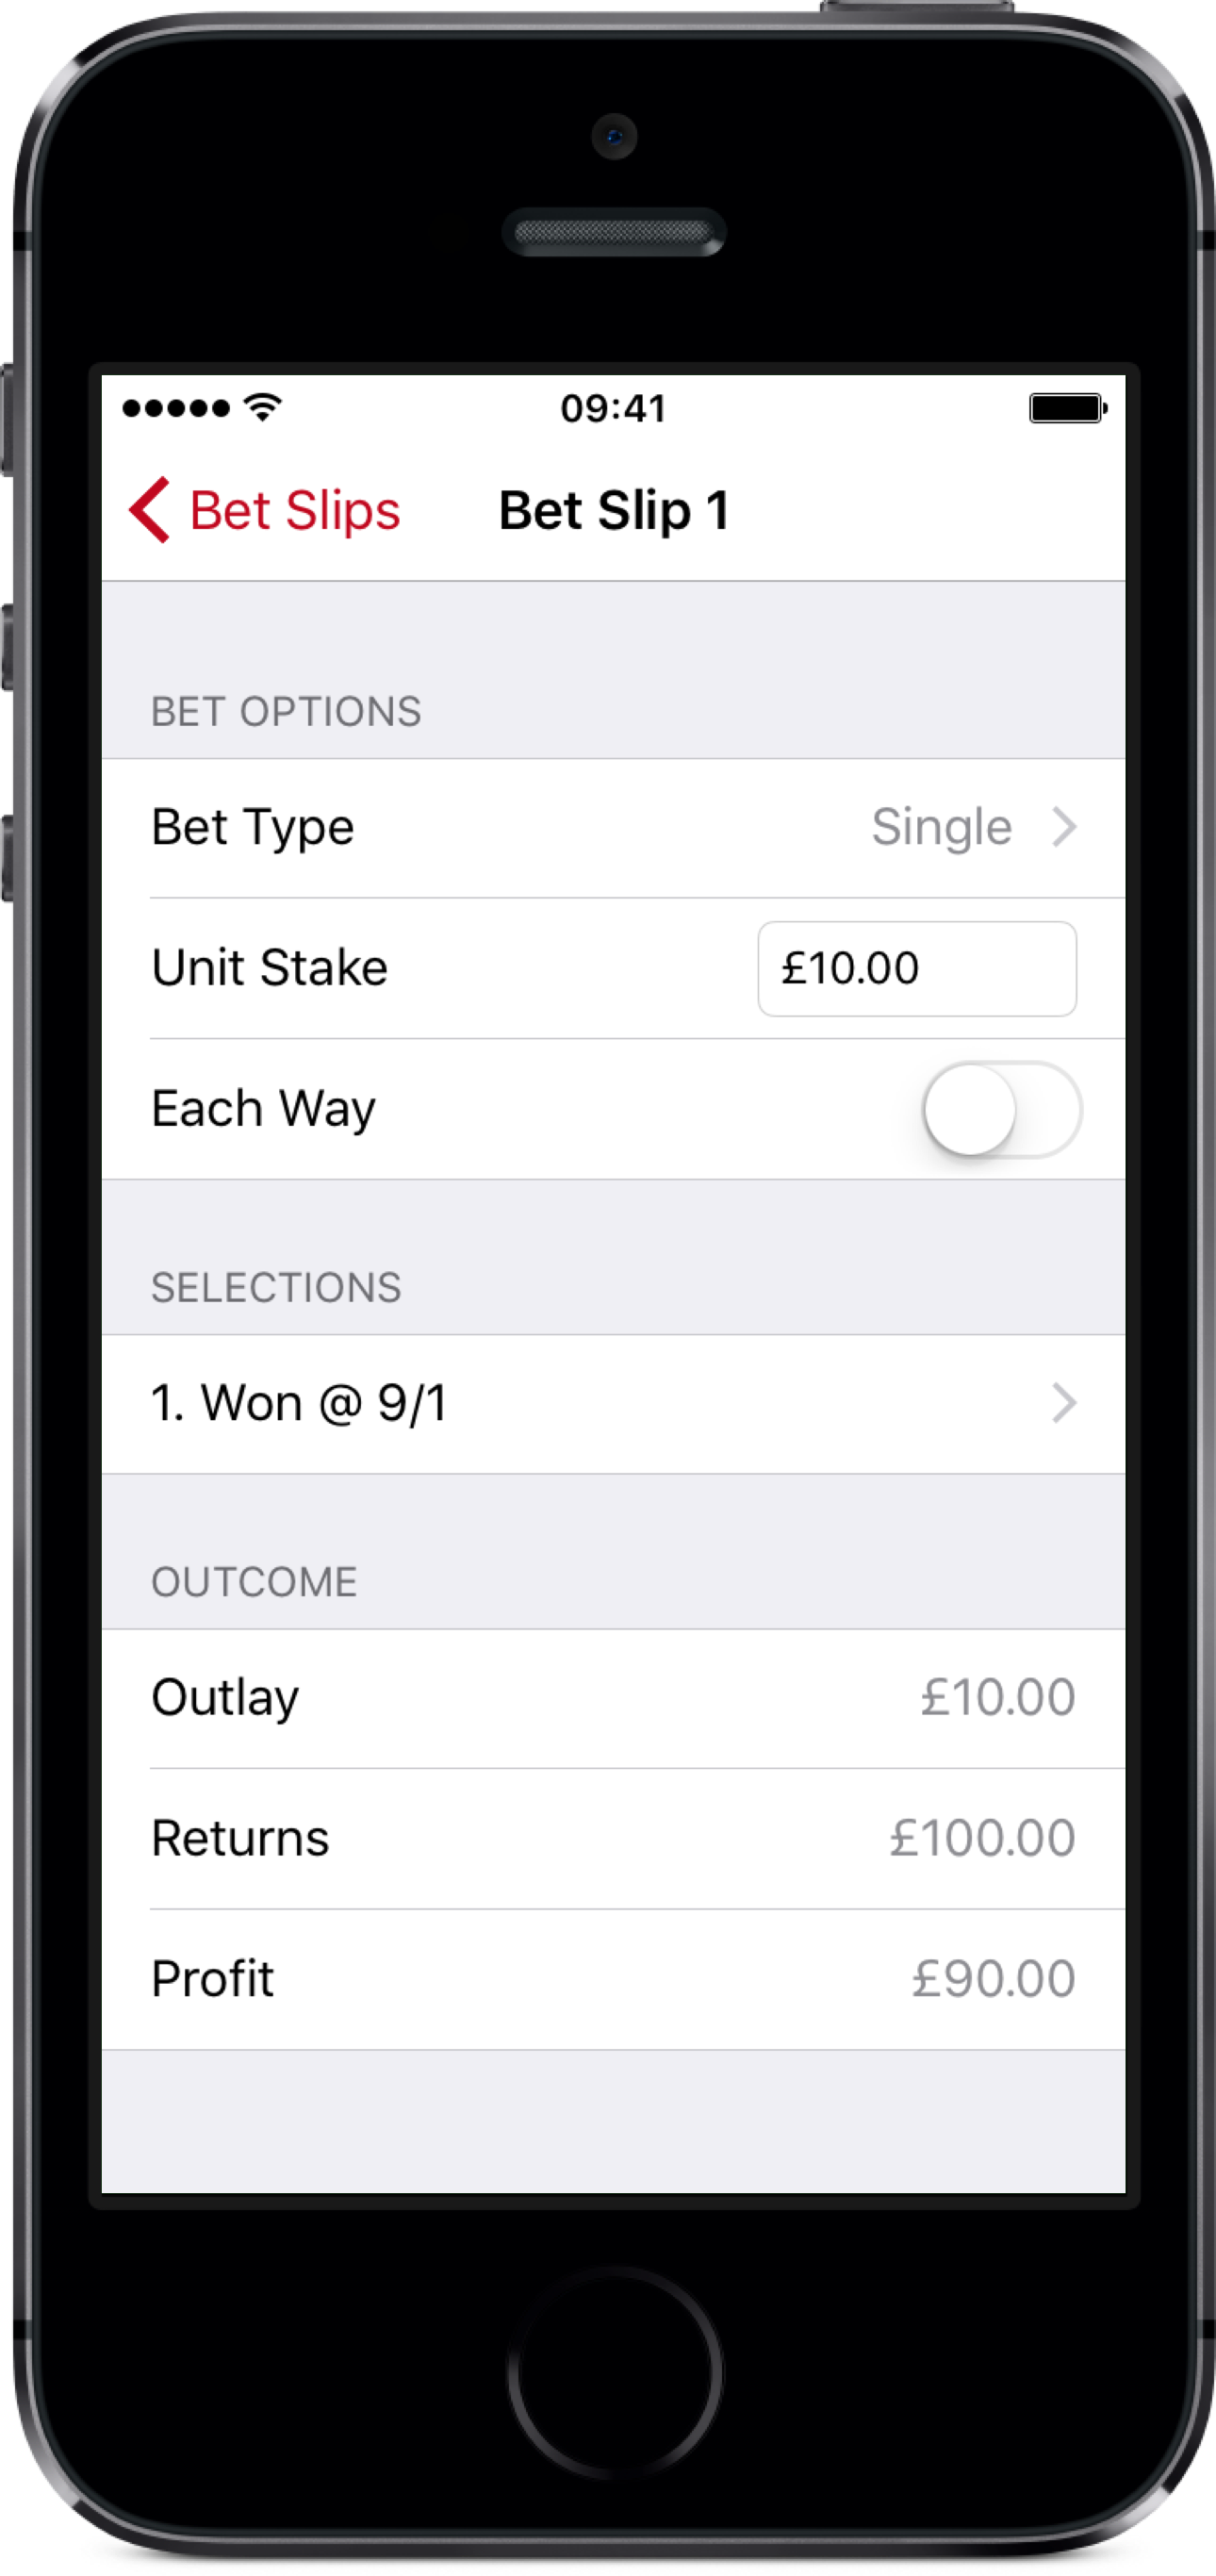 09:41
Bet Slips Bet Slip 1
BET OPTIONS
Bet Type Single
Unit Stake £10.00
Each Way
SELECTIONS
1. Won @ 9/1
OUTCOME
Outlay £10.00
Returns £100.00
Profit £90.00